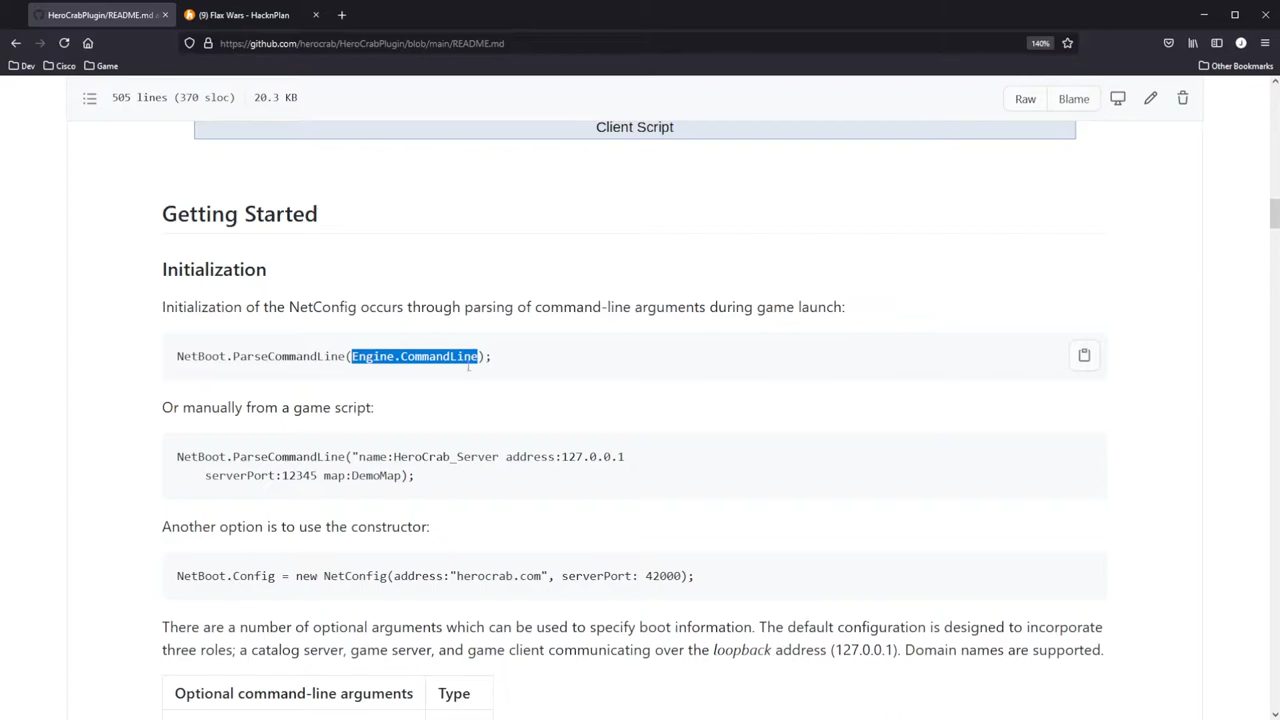 HeroCrabPlugin/README.md
(9) Flax Wars - HacknPlan
https://github.com/herocrab/HeroCrabPlugin/blob/main/README.md
140%
Dev
Cisco
Game
Other Bookmarks
505 lines (370 sloc)
20.3 KB
Raw
Blame
Client Script
Getting Started
Initialization
Initialization of the NetConfig occurs through parsing of command-line arguments during game launch:
NetBoot.ParseCommandLine(Engine.CommandLine);
Or manually from a game script:
NetBoot.ParseCommandLine("name:HeroCrab_Server address:127.0.0.1
serverPort:12345 map:DemoMap);
Another option is to use the constructor:
NetBoot.Config = new NetConfig(address:"herocrab.com", serverPort: 42000);
There are a number of optional arguments which can be used to specify boot information. The default configuration is designed to incorporate
three roles; a catalog server, game server, and game client communicating over the loopback address (127.0.0.1). Domain names are supported.
Optional command-line arguments
Type